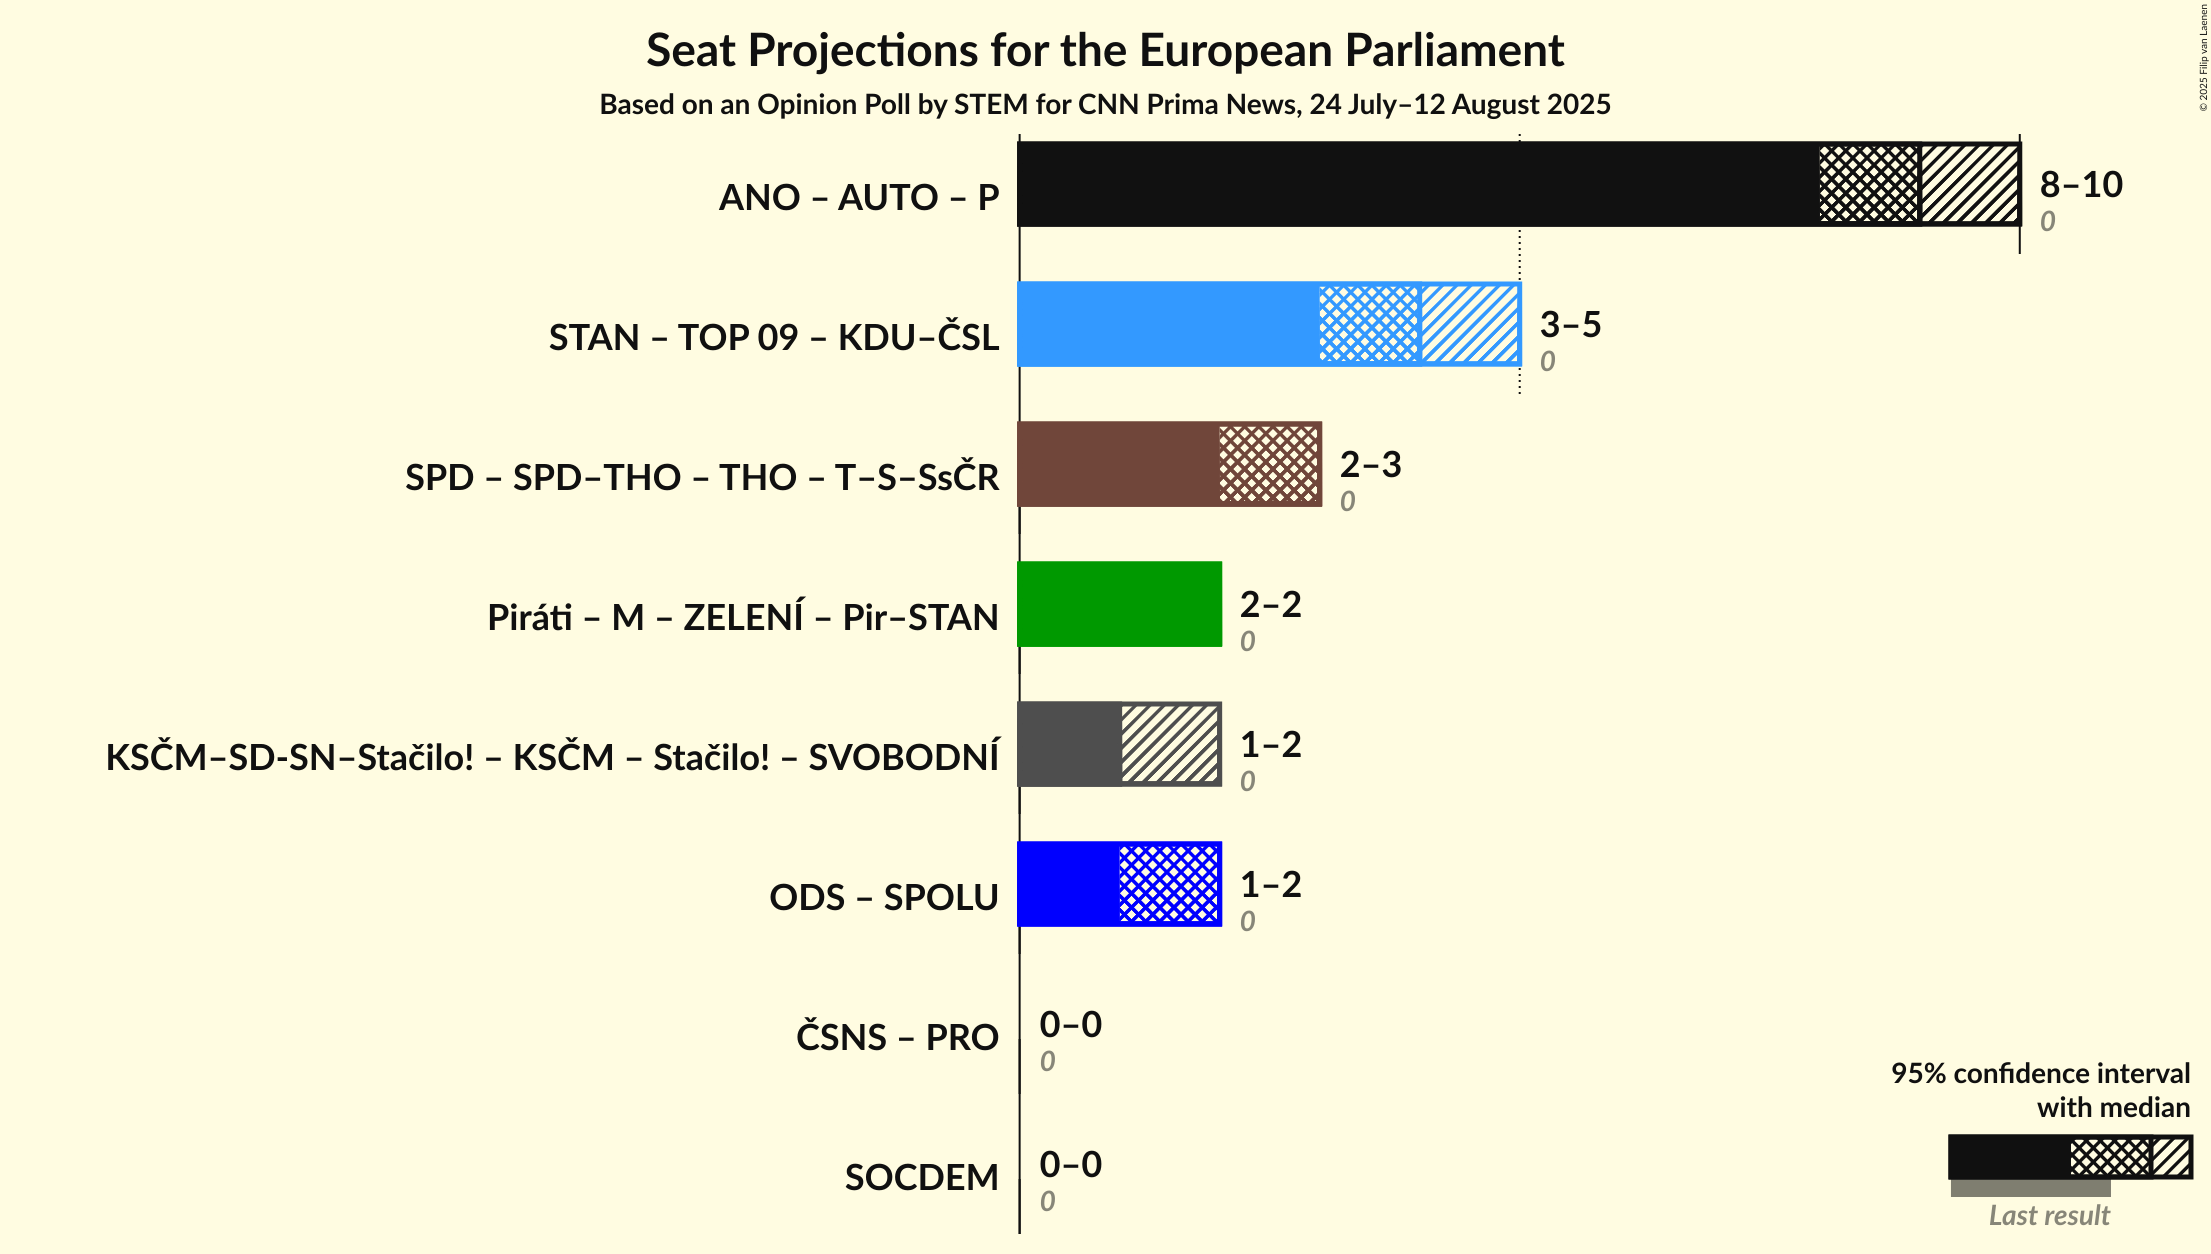 Seat Projections for the European Parliament
Based on an Opinion Poll by STEM for CNN Prima News, 24 July–12 August 2025
© 2025 Filip van Laenen
ANO – AUTO – P
8–10
0
STAN – TOP 09 – KDU–ČSL
3–5
0
SPD – SPD–THO – THO – T–S–SsČR
2–3
0
Piráti – M – ZELENÍ – Pir–STAN
2–2
0
KSČM–SD-SN–Stačilo! – KSČM – Stačilo! – SVOBODNÍ
1–2
0
ODS – SPOLU
1–2
0
ČSNS – PRO
0–0
0
SOCDEM
0–0
0
95% confidence interval
with median
Last result